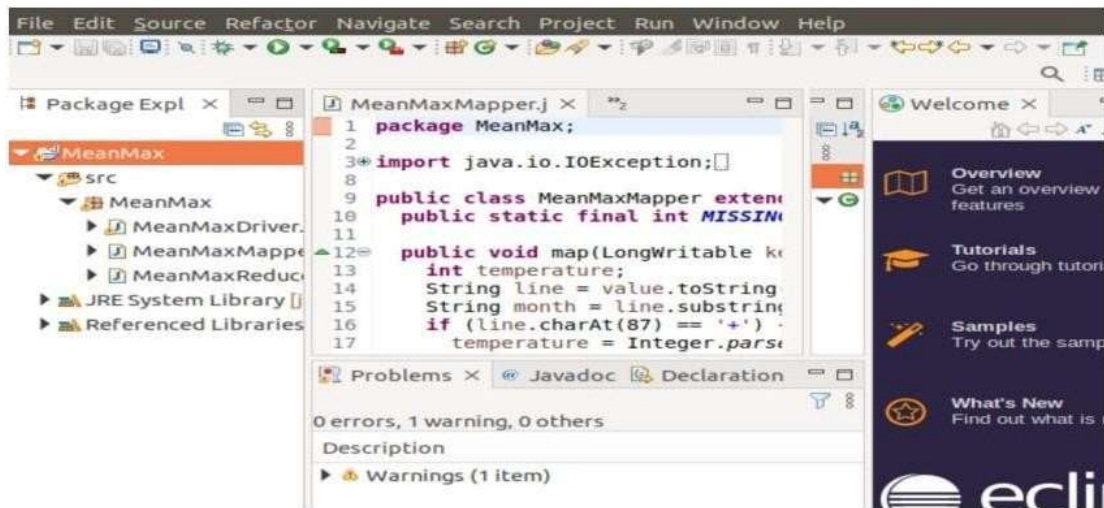 File Edit Source Refactor Navigate Search Project Run Window Help
Package Expl
MeanMax
src
MeanMax
MeanMaxDriver.
MeanMaxMappe
MeanMaxReduc
JRE System Library [j
Referenced Libraries
MeanMaxMapper.j
2
1 package MeanMax;
2
3 import java.io.IOException;
8
9 public class MeanMaxMapper extend
10 public static final int MISSING
11
12 public void map(LongWritable ke
13 int temperature;
14 String line = value.toString(
15 String month = line.substring
16 if (line.charAt(87) == '+') {
17 temperature = Integer.parse
Problems Javadoc Declaration
0 errors, 1 warning, 0 others
Description
Warnings (1 item)
Welcome
Overview
Get an overview
features
Tutorials
Go through tutori
Samples
Try out the samp
What's New
Find out what is
eclip